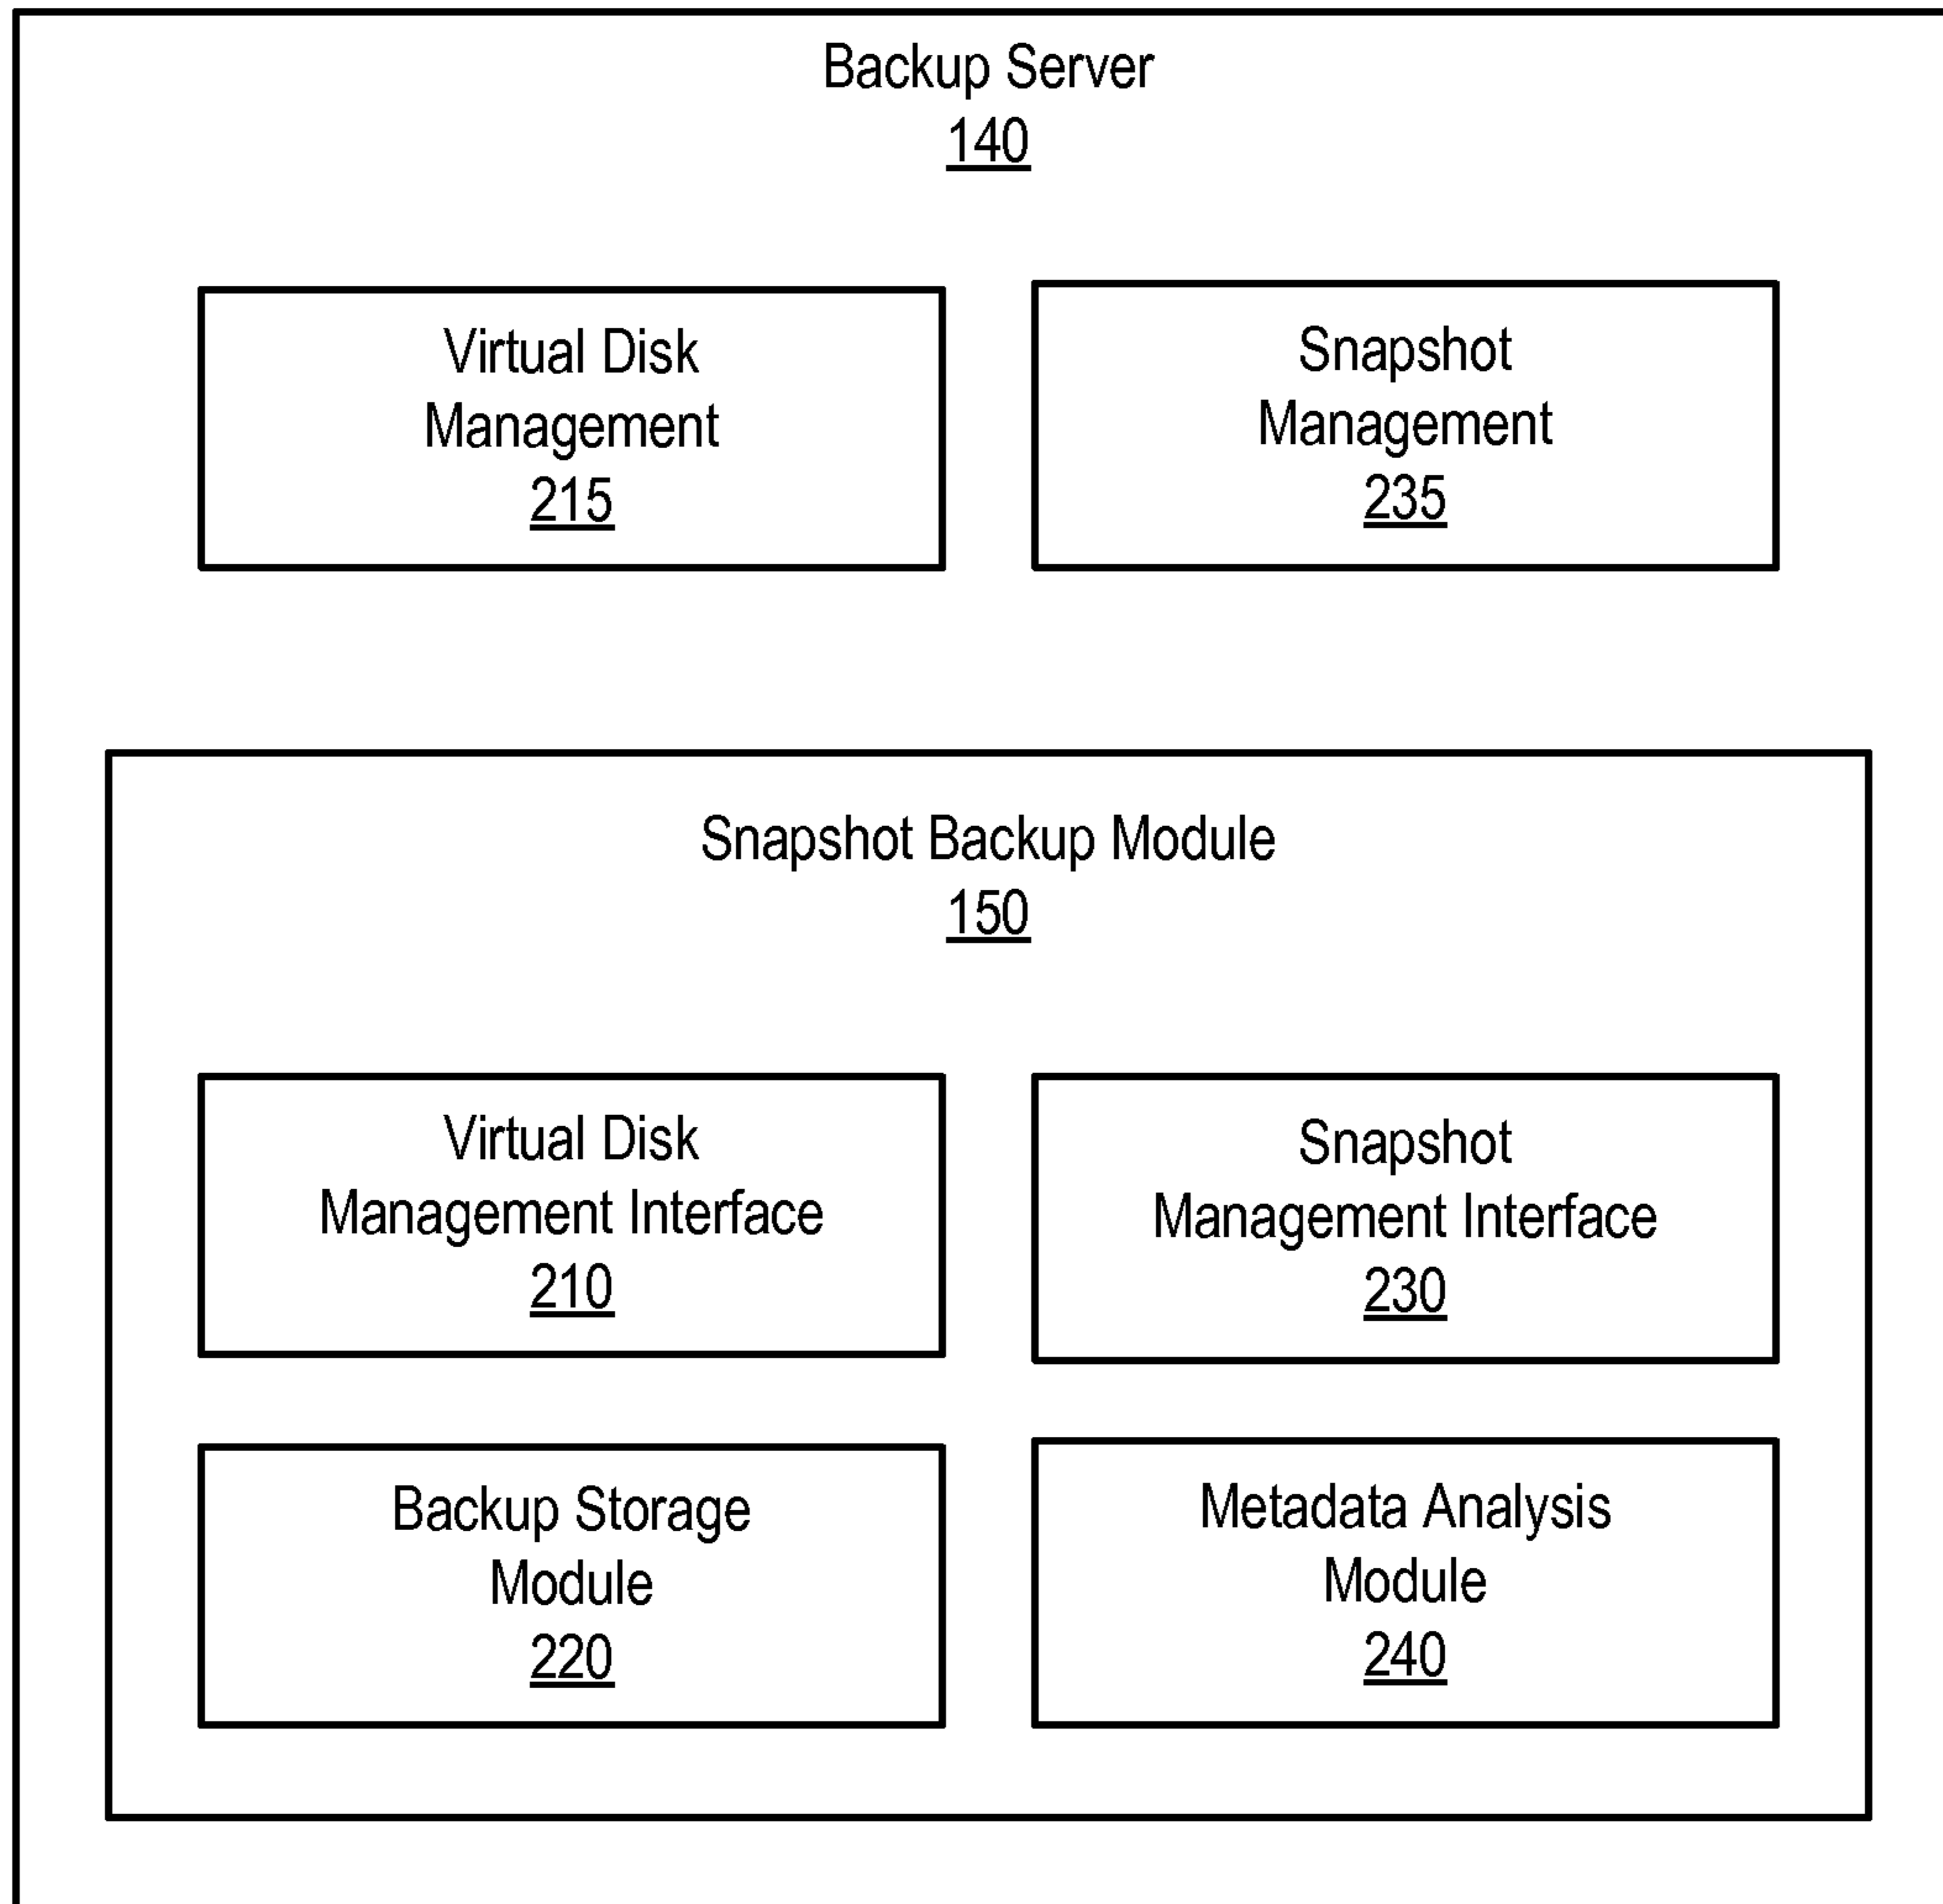 Backup Server
140
Virtual Disk
Management
215
Snapshot
Management
235
Snapshot Backup Module
150
Virtual Disk
Management Interface
210
Snapshot
Management Interface
230
Backup Storage
Module
220
Metadata Analysis
Module
240